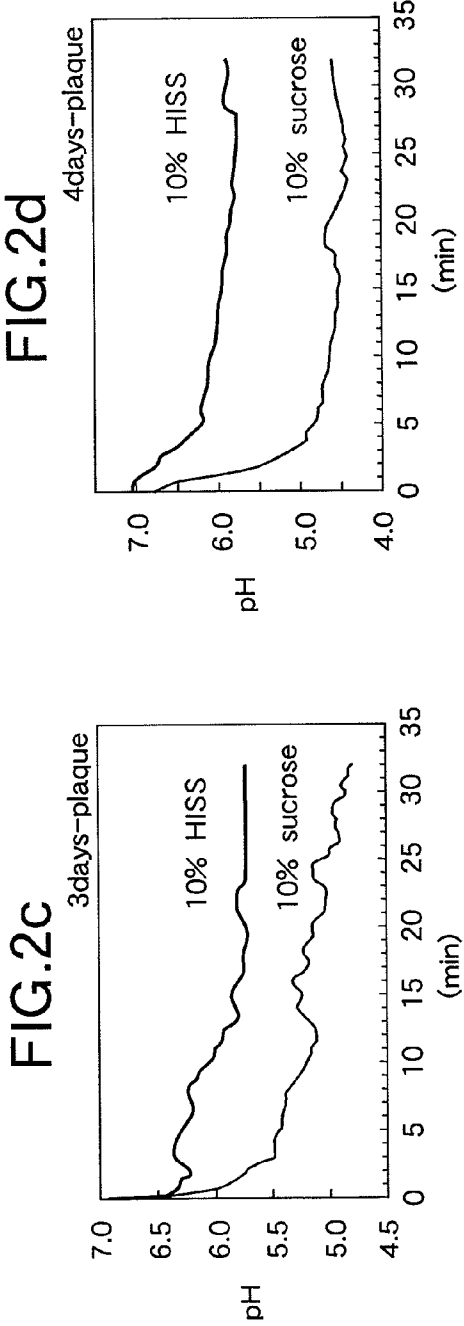 FIG.2c
3days-plaque
pH
7.0
6.5
6.0
5.5
5.0
4.5
10% HISS
10% sucrose
0 5 10 15 20 25 30 35
(min)
FIG.2d
4days-plaque
pH
7.0
6.0
5.0
4.0
10% HISS
10% sucrose
0 5 10 15 20 25 30 35
(min)